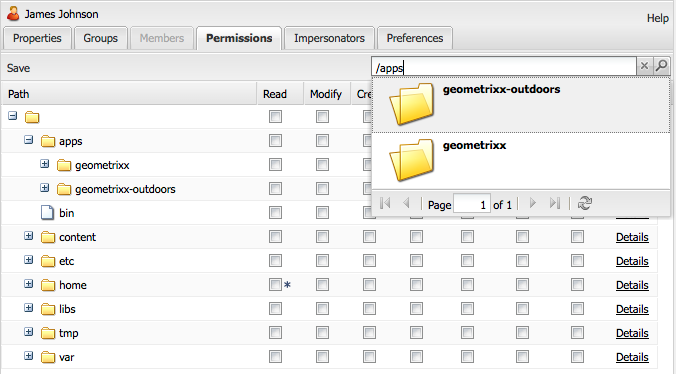 James Johnson
Help
Properties Groups Members Permissions Impersonators Preferences
Save
/apps
geometrixx-outdoors
geometrixx
Page 1 of 1
Path Read Modify Cre
apps
geometrixx
geometrixx-outdoors
bin Details
content Details
etc Details
home * Details
libs Details
tmp Details
var Details